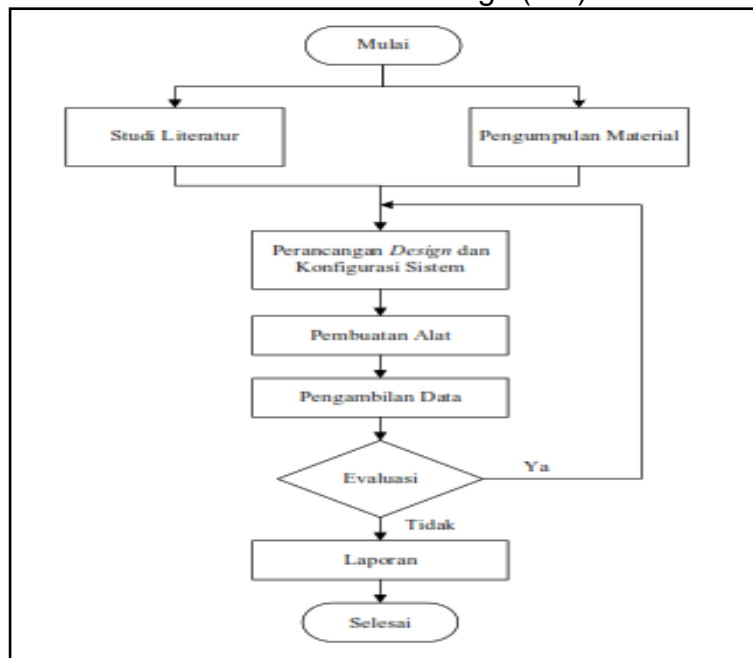 Mulai
Studi Literatur
Pengumpulan Material
Perancangan Design dan
Konfigurasi Sistem
Pembuatan Alat
Pengambilan Data
Evaluasi
Ya
Tidak
Laporan
Selesai